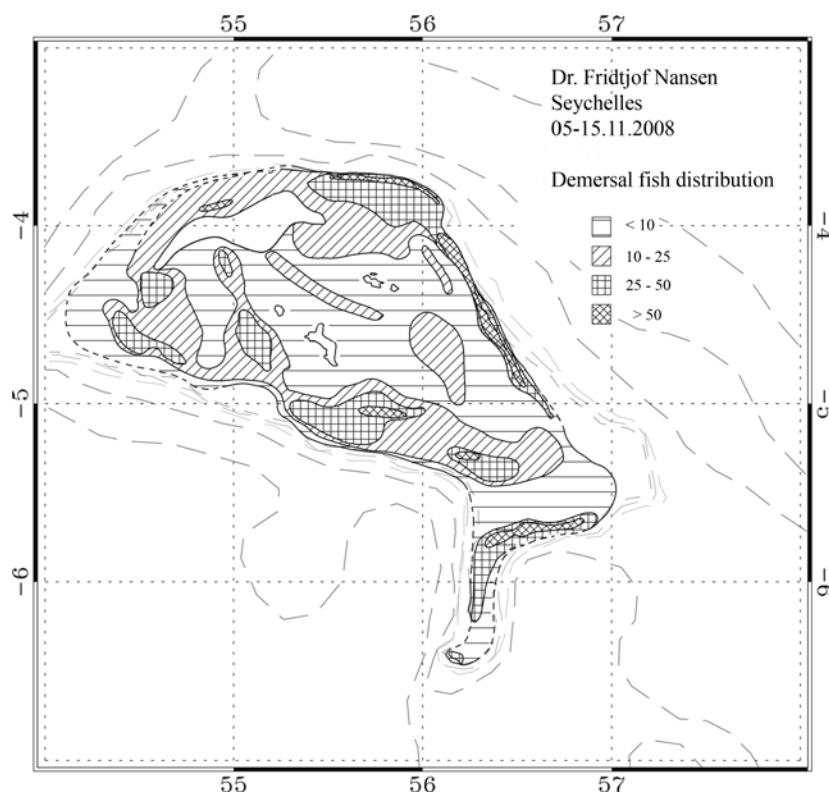 55 56 57
Dr. Fridtjof Nansen
Seychelles
05-15.11.2008
Demersal fish distribution
< 10
10 - 25
25 - 50
> 50
-4 -4
-5 -5
-6 -6
55 56 57